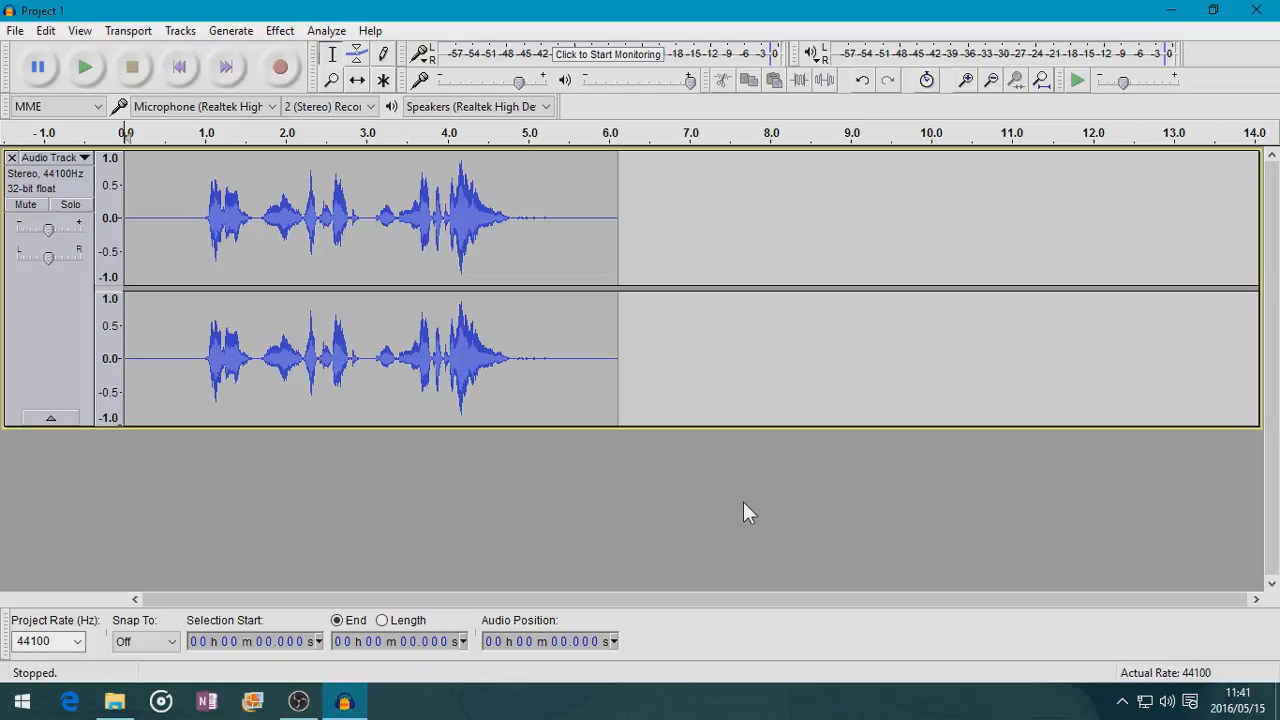 Project 1
File Edit View Transport Tracks Generate Effect Analyze Help
L R -57 -54 -51 -48 -45 -42 - Click to Start Monitoring -18 -15 -12 -9 -6 -3 0
L R -57 -54 -51 -48 -45 -42 -39 -36 -33 -30 -27 -24 -21 -18 -15 -12 -9 -6 -3 0
- + - + - +
MME Microphone (Realtek High 2 (Stereo) Recor Speakers (Realtek High De
- 1.0 0.0 1.0 2.0 3.0 4.0 5.0 6.0 7.0 8.0 9.0 10.0 11.0 12.0 13.0 14.0
X Audio Track 1.0
Stereo, 44100Hz
32-bit float 0.5
Mute Solo
- + 0.0
L R -0.5
-1.0
1.0
0.5
0.0
-0.5
-1.0
Project Rate (Hz): Snap To: Selection Start: End Length Audio Position:
44100 Off 00 h 00 m 00.000 s 00 h 00 m 00.000 s 00 h 00 m 00.000 s
Stopped. Actual Rate: 44100
11:41
2016/05/15